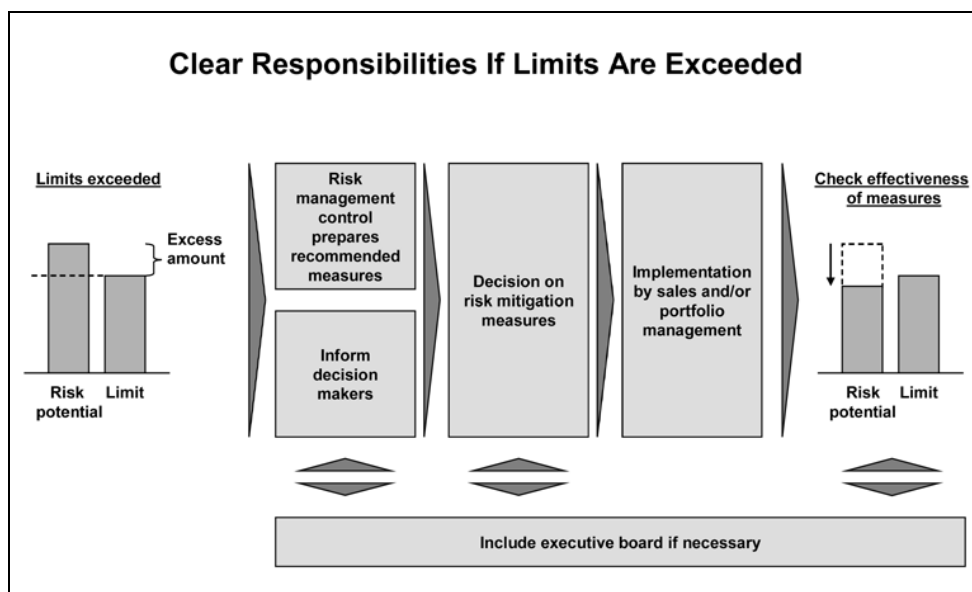 Clear Responsibilities If Limits Are Exceeded
Limits exceeded
Excess
amount
Risk
potential
Limit
Risk
management
control
prepares
recommended
measures
Inform
decision
makers
Decision on
risk mitigation
measures
Implementation
by sales and/or
portfolio
management
Check effectiveness
of measures
Risk
potential
Limit
Include executive board if necessary